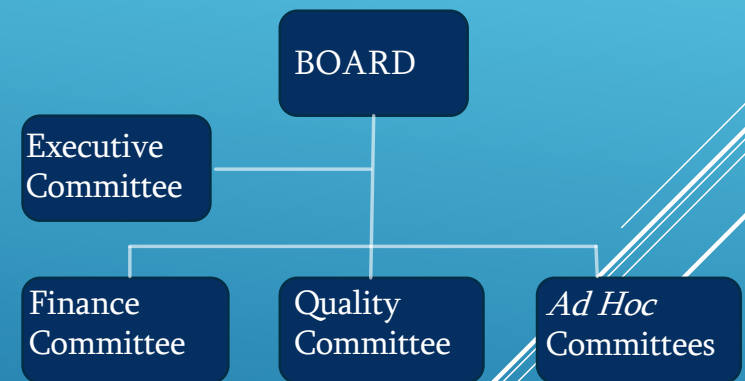 BOARD
Executive
Committee
Finance
Committee
Quality
Committee
Ad Hoc
Committees